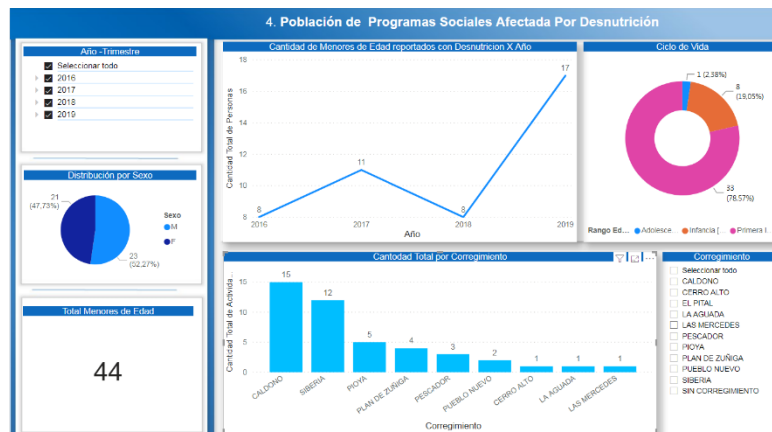 4. Población de Programas Sociales Afectada Por Desnutrición
Año -Trimestre
Seleccionar todo
2016
2017
2018
2019
Distribución por Sexo
21
(47,73%)
23
(52,27%)
Sexo
M
F
Total Menores de Edad
44
Cantidad de Menores de Edad reportados con Desnutricion X Año
Cantidad Total de Personas
18
16
14
12
10
8
8
11
8
17
2016
2017
2018
2019
Año
Ciclo de Vida
1 (2,38%)
8
(19,05%)
33
(78,57%)
Rango Ed... Adolesce... Infancia [... Primera I...
Cantodad Total por Corregimiento
Cantidad Total de Activida...
15
10
5
0
15
12
5
4
3
2
1
1
1
CALDONO
SIBERIA
PIOYA
PLAN DE ZUÑIGA
PESCADOR
PUEBLO NUEVO
CERRO ALTO
LA AGUADA
LAS MERCEDES
Corregimiento
Corregimiento
Seleccionar todo
CALDONO
CERRO ALTO
EL PITAL
LA AGUADA
LAS MERCEDES
PESCADOR
PIOYA
PLAN DE ZUÑIGA
PUEBLO NUEVO
SIBERIA
SIN CORREGIMIENTO